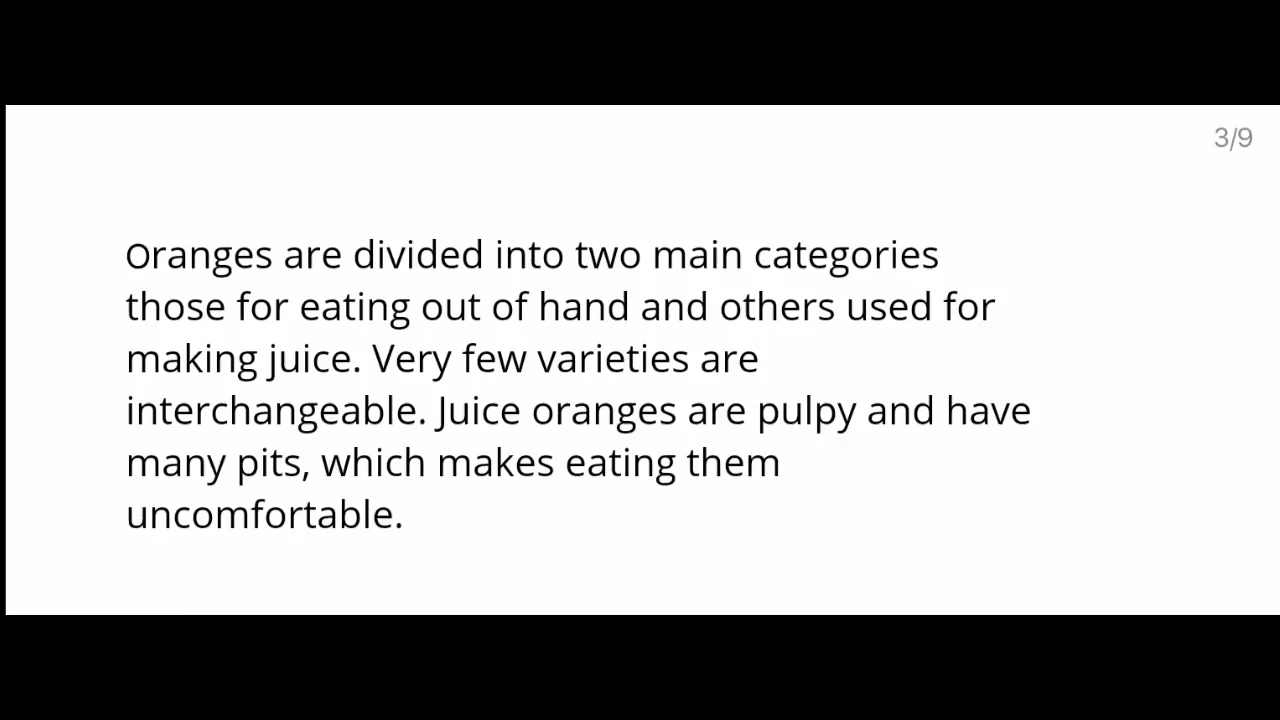 3/9
Oranges are divided into two main categories
those for eating out of hand and others used for
making juice. Very few varieties are
interchangeable. Juice oranges are pulpy and have
many pits, which makes eating them
uncomfortable.